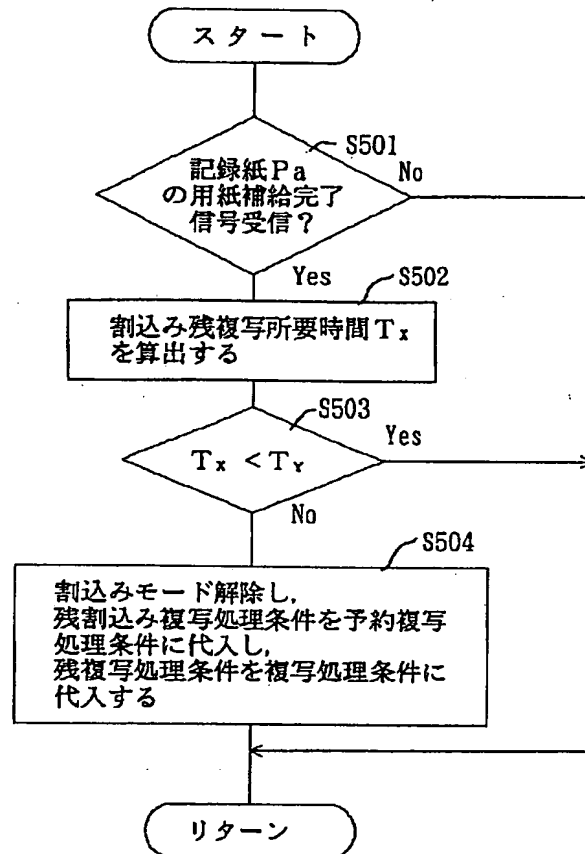 スタート
S501
記録紙Pa
の用紙補給完了
信号受信?
No
Yes
S502
割込み残複写所要時間Tx
を算出する
S503
Tx <TY
Yes
No
S504
割込みモード解除し,
残割込み複写処理条件を予約複写
処理条件に代入し,
残複写処理条件を複写処理条件に
代入する
リターン